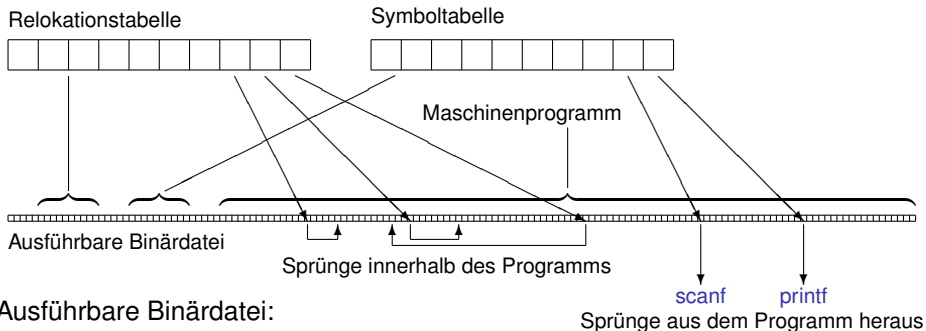 Relokationstabelle
Symboltabelle
Maschinenprogramm
Ausführbare Binärdatei
Sprünge innerhalb des Programms
scanf
printf
Sprünge aus dem Programm heraus
Ausführbare Binärdatei: